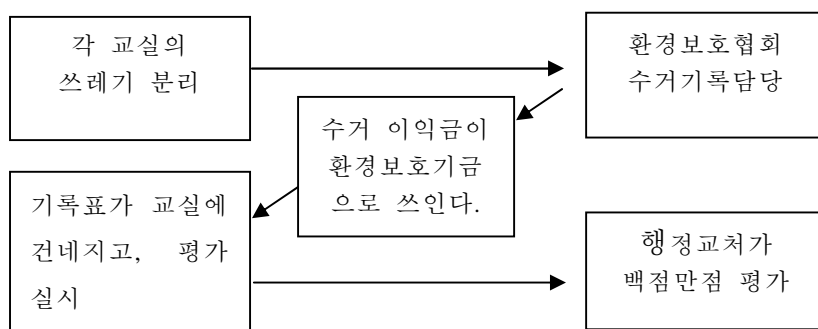 각 교실의
쓰레기 분리
환경보호협회
수거기록담당
수거 이익금이
환경보호기금
으로 쓰인다.
기록표가 교실에
건네지고, 평가
실시
행정교처가
백점만점 평가